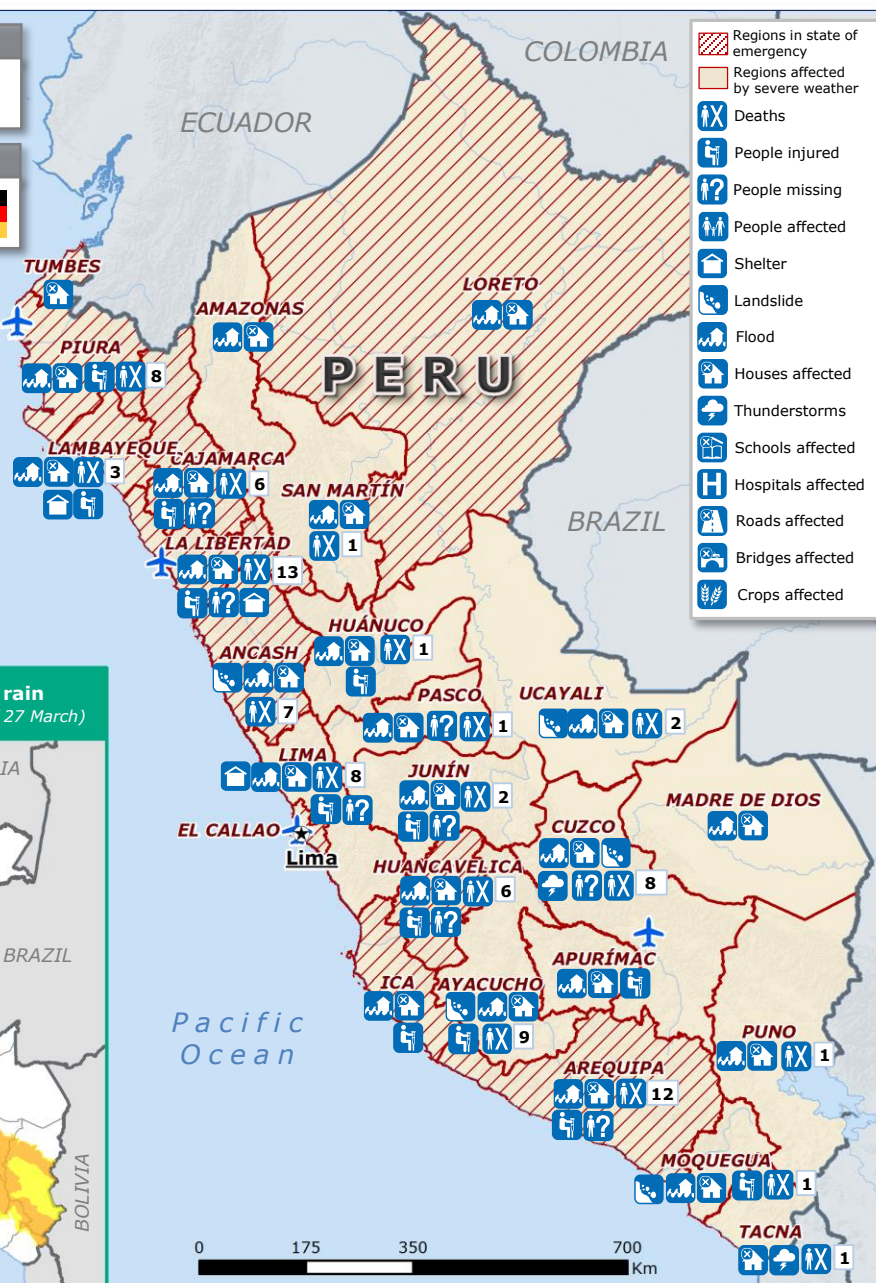 COLOMBIA
ECUADOR
Regions in state of
emergency
Regions affected
by severe weather
Deaths
People injured
People missing
People affected
Shelter
Landslide
Flood
Houses affected
Thunderstorms
Schools affected
H Hospitals affected
Roads affected
Bridges affected
Crops affected
TUMBES
AMAZONAS
LORETO
PIURA
8
PERU
LAMBAYEQUE
3
CAJAMARCA
6
SAN MARTÍN
1
BRAZIL
LA LIBERTAD
13
HUÁNUCO
1
ANCASH
7
PASCO
1
UCAYALI
2
rain
27 March)
IA
LIMA
8
JUNÍN
2
MADRE DE DIOS
EL CALLAO
Lima
CUZCO
8
HUANCAVELICA
6
BRAZIL
APURÍMAC
ICA
AYACUCHO
9
Pacific
Ocean
PUNO
1
AREQUIPA
12
BOLIVIA
MOQUEGUA
1
TACNA
1
0 175 350 700
Km